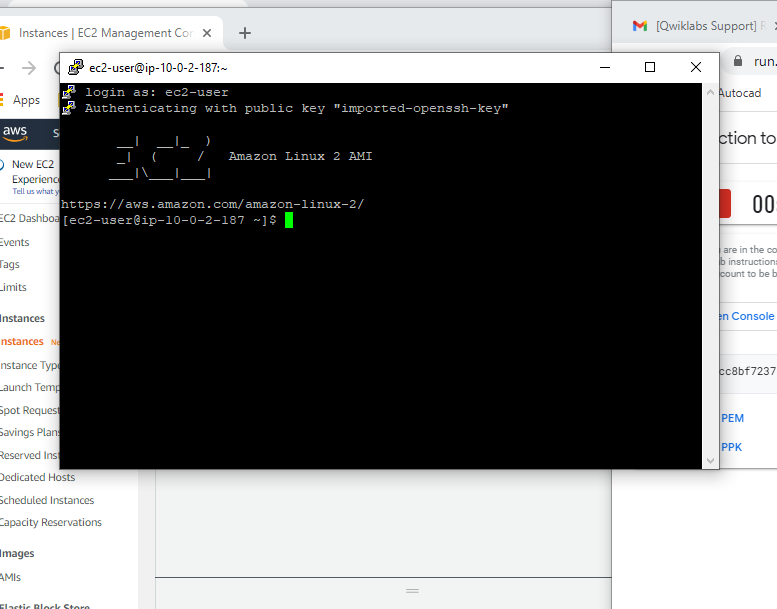 Instances | EC2 Management Con
[Qwiklabs Support]
ec2-user@ip-10-0-2-187:~
run.
Apps
Autocad
login as: ec2-user
Authenticating with public key "imported-openssh-key"
aws
__|  __|_  )
_|  (     /   Amazon Linux 2 AMI
___|\___|___|
https://aws.amazon.com/amazon-linux-2/
[ec2-user@ip-10-0-2-187 ~]$
New EC2
Experience
Tell us what y
EC2 Dashboa
Events
Tags
Limits
Instances
Instances
Ne
Instance Type
Launch Temp
Spot Request
Savings Plans
Reserved Inst
Dedicated Hosts
Scheduled Instances
Capacity Reservations
Images
AMIs
Elastic Block Store
ction to
00:
are in the co
b instructions
count to be b
en Console
cc8bf7237
PEM
PPK